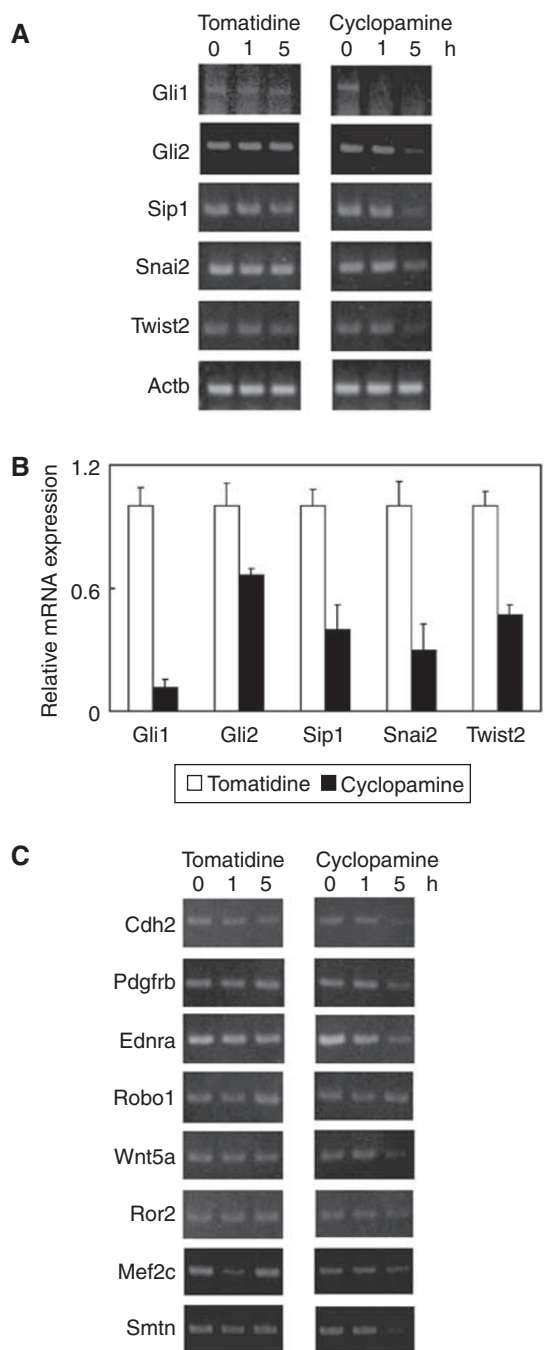 A
Tomatidine Cyclopamine
0 1 5 0 1 5 h
Gli1
Gli2
Sip1
Snai2
Twist2
Actb
B
Relative mRNA expression
1.2
0.6
0
Gli1 Gli2 Sip1 Snai2 Twist2
Tomatidine Cyclopamine
C
Tomatidine Cyclopamine
0 1 5 0 1 5 h
Cdh2
Pdgfrb
Ednra
Robo1
Wnt5a
Ror2
Mef2c
Smtn